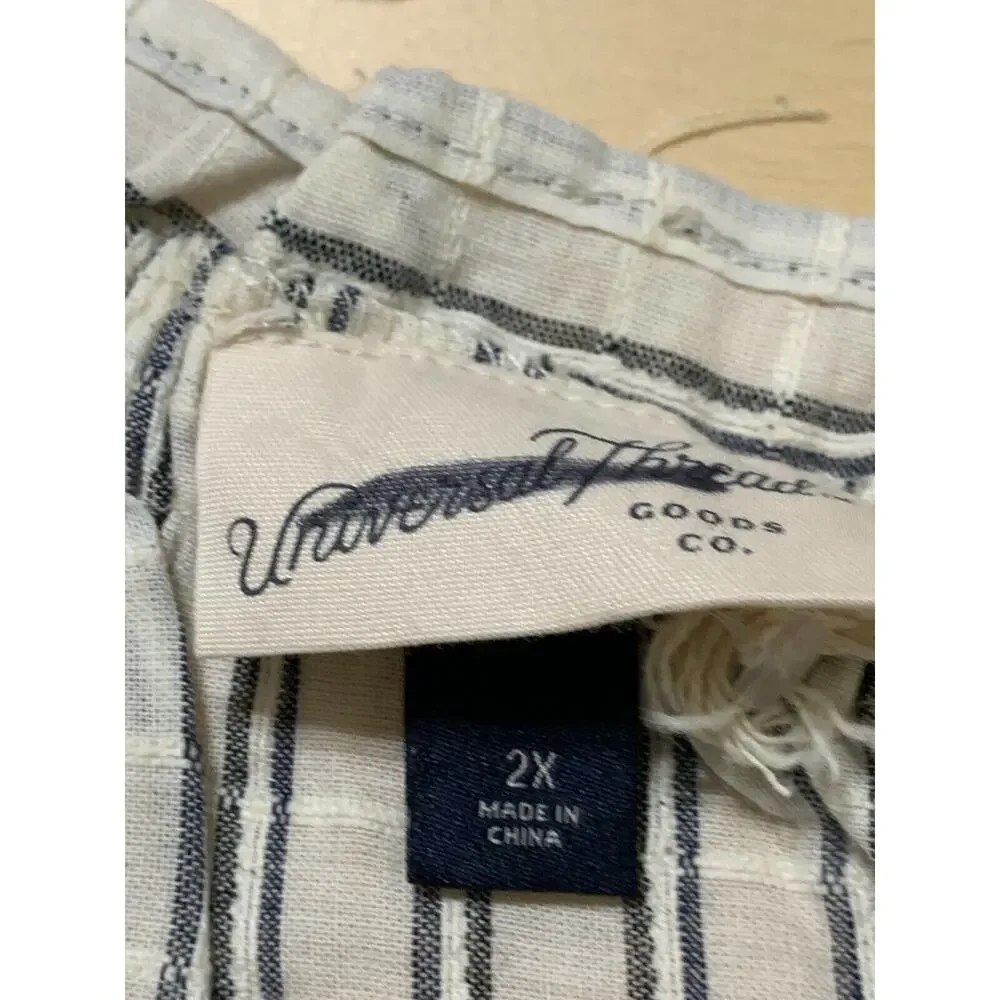 Universal Thread
GOODS
CO.
2X
MADE IN
CHINA